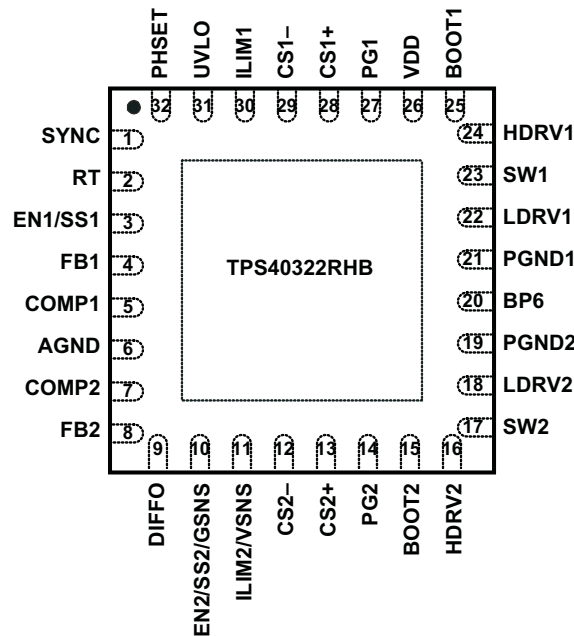 PHSET
UVLO
ILIM1
CS1–
CS1+
PG1
VDD
BOOT1
32
31
30
29
28
27
26
25
SYNC 1
RT 2
EN1/SS1 3
FB1 4
COMP1 5
AGND 6
COMP2 7
FB2 8
TPS40322RHB
24 HDRV1
23 SW1
22 LDRV1
21 PGND1
20 BP6
19 PGND2
18 LDRV2
17 SW2
9
10
11
12
13
14
15
16
DIFFO
EN2/SS2/GSNS
ILIM2/VSNS
CS2–
CS2+
PG2
BOOT2
HDRV2